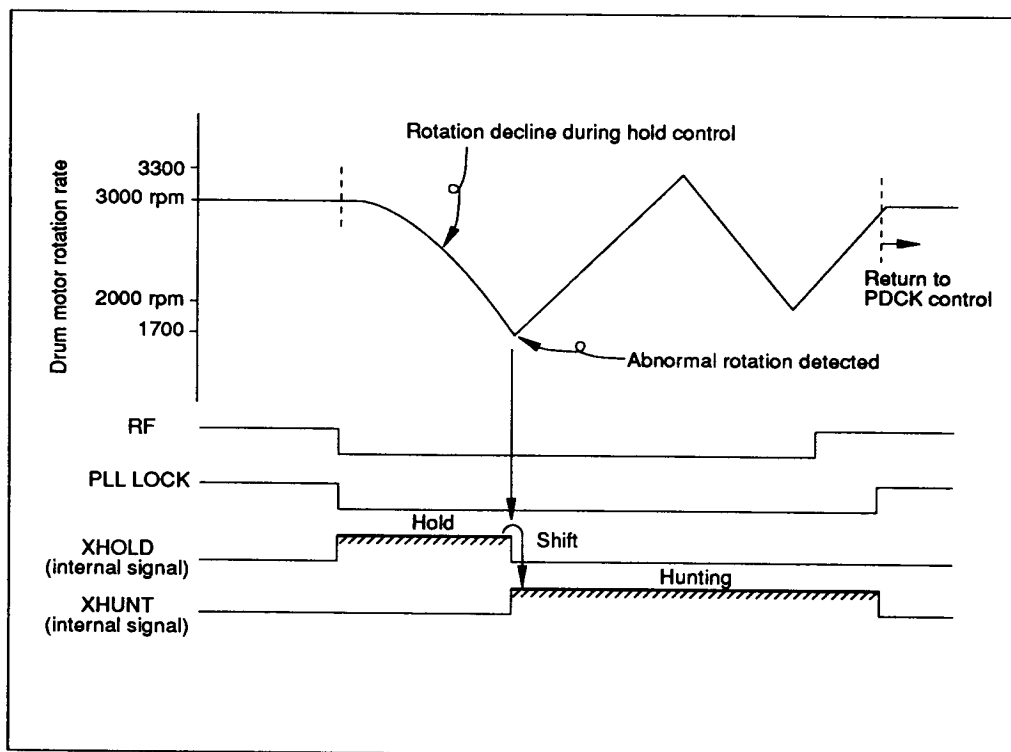 Rotation decline during hold control
Drum motor rotation rate
3300
3000 rpm
2000 rpm
1700
Return to
PDCK control
Abnormal rotation detected
RF
PLL LOCK
Hold
XHOLD
(internal signal)
Shift
Hunting
XHUNT
(internal signal)